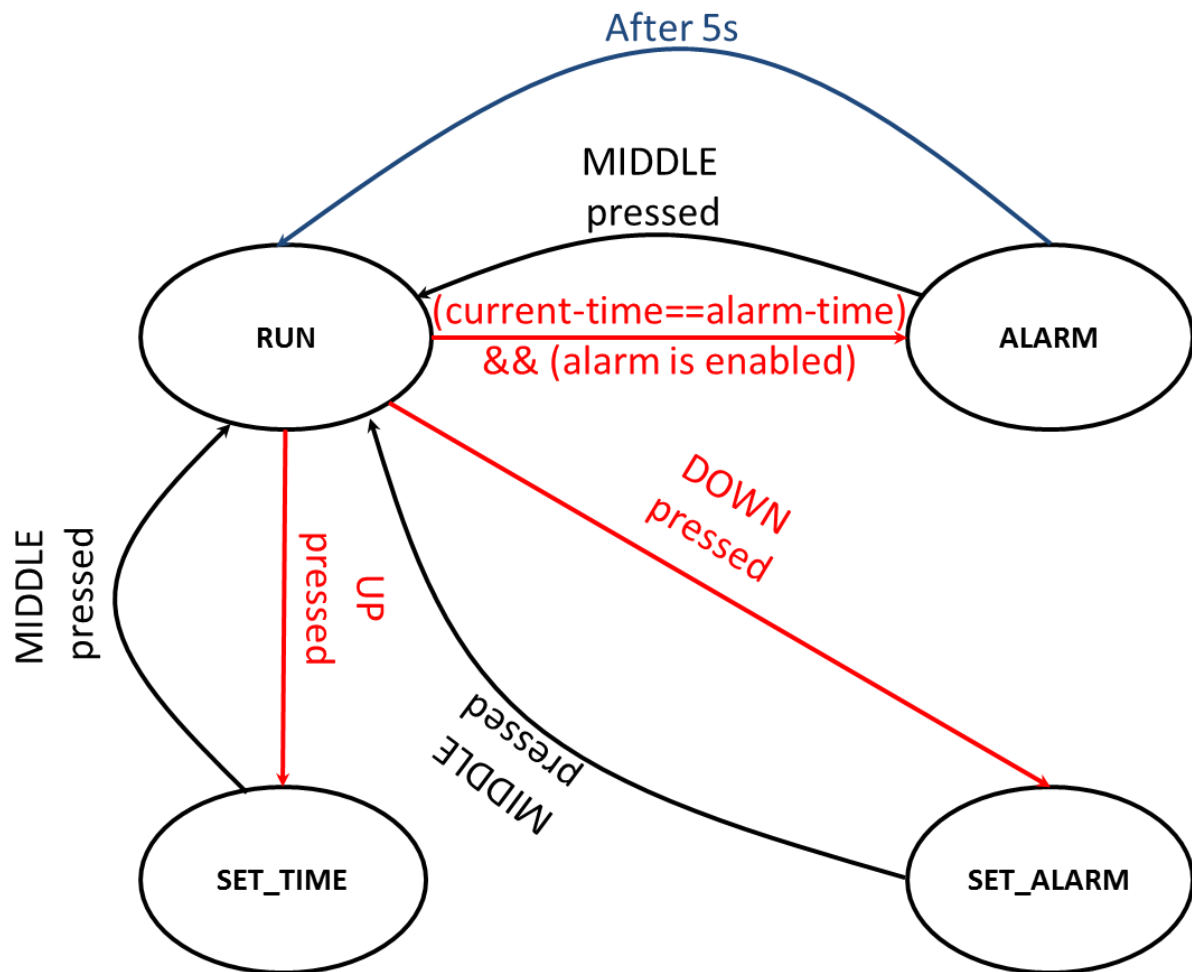 After 5s
MIDDLE
pressed
(current-time==alarm-time)
&& (alarm is enabled)
RUN
ALARM
DOWN
pressed
MIDDLE
pressed
UP
pressed
MIDDLE
pressed
SET_TIME
SET_ALARM